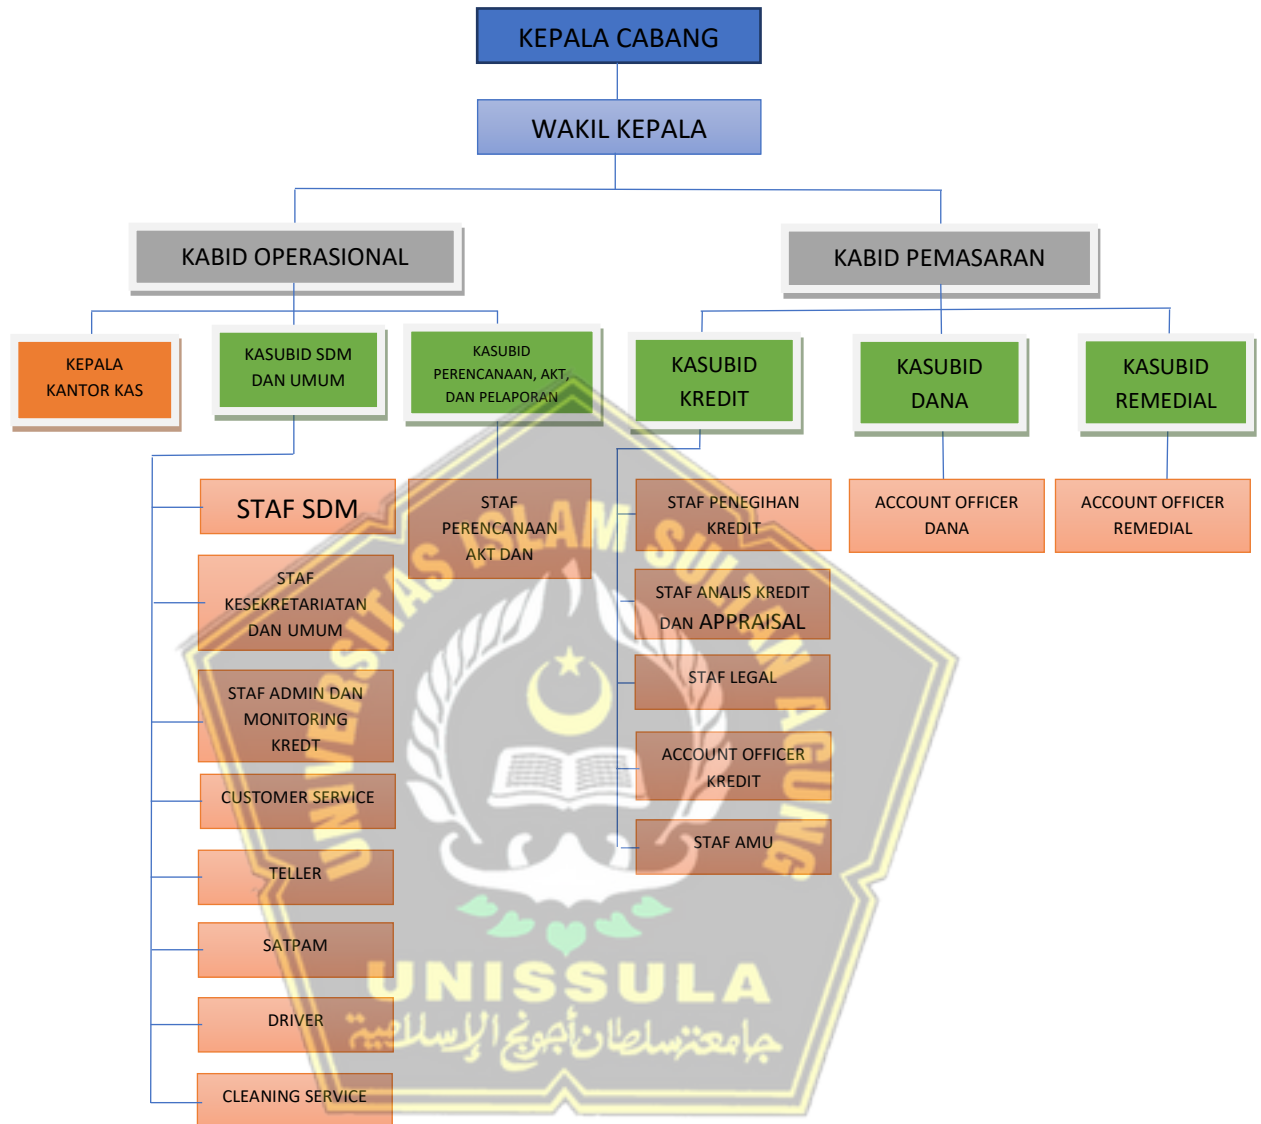 KEPALA CABANG
WAKIL KEPALA
KABID OPERASIONAL
KABID PEMASARAN
KEPALA
KANTOR KAS
KASUBID SDM
DAN UMUM
KASUBID
PERENCANAAN, AKT,
DAN PELAPORAN
KASUBID
KREDIT
KASUBID
DANA
KASUBID
REMEDIAL
STAF SDM
STAF
KESEKRETARIATAN
DAN UMUM
STAF ADMIN DAN
MONITORING
KREDT
CUSTOMER SERVICE
TELLER
SATPAM
DRIVER
CLEANING SERVICE
STAF
PERENCANAAN
AKT DAN
STAF PENEGIHAN
KREDIT
STAF ANALIS KREDIT
DAN APPRAISAL
STAF LEGAL
ACCOUNT OFFICER
KREDIT
STAF AMU
ACCOUNT OFFICER
DANA
ACCOUNT OFFICER
REMEDIAL
UNIVERSITAS ISLAM SULTAN AGUNG
UNISSULA
جامعة سلطان أجونج الإسلامية